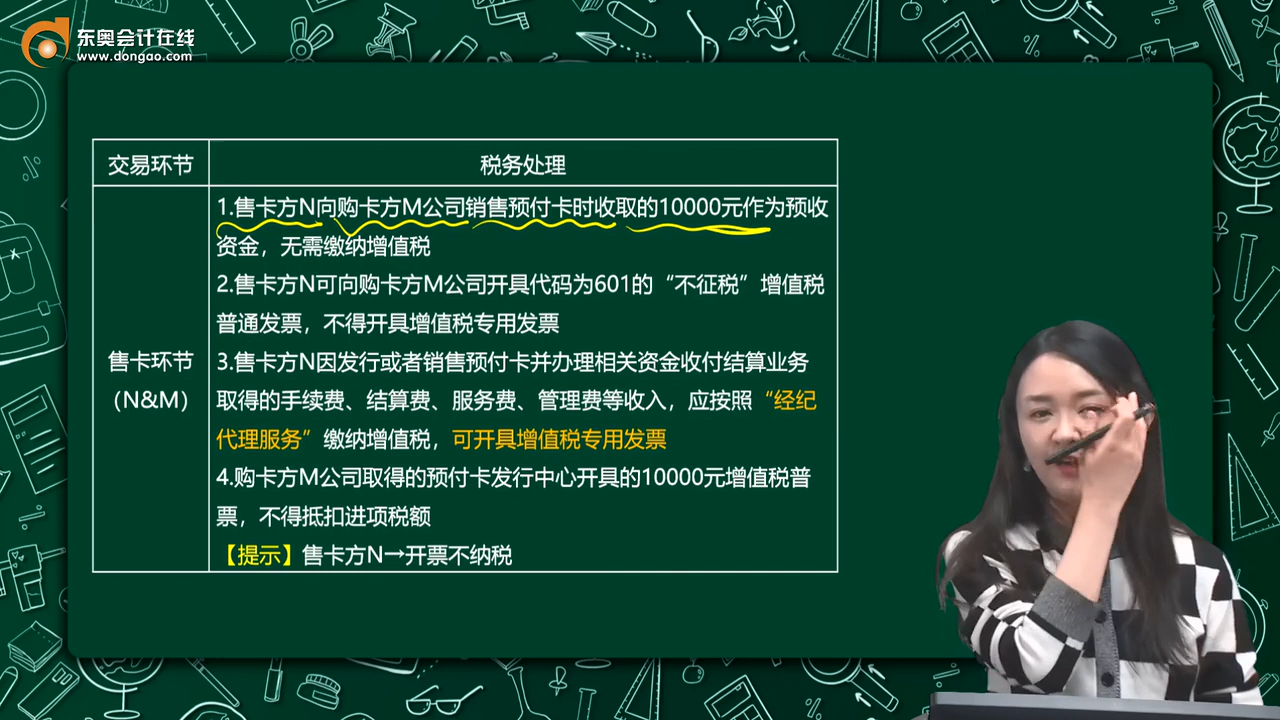 东奥会计在线
www.dongao.com
交易环节
税务处理
售卡环节
（N&M）
1.售卡方N向购卡方M公司销售预付卡时收取的10000元作为预收
资金，无需缴纳增值税
2.售卡方N可向购卡方M公司开具代码为601的“不征税”增值税
普通发票，不得开具增值税专用发票
3.售卡方N因发行或者销售预付卡并办理相关资金收付结算业务
取得的手续费、结算费、服务费、管理费等收入，应按照“经纪
代理服务”缴纳增值税，可开具增值税专用发票
4.购卡方M公司取得的预付卡发行中心开具的10000元增值税普
票，不得抵扣进项税额
【提示】售卡方N→开票不纳税